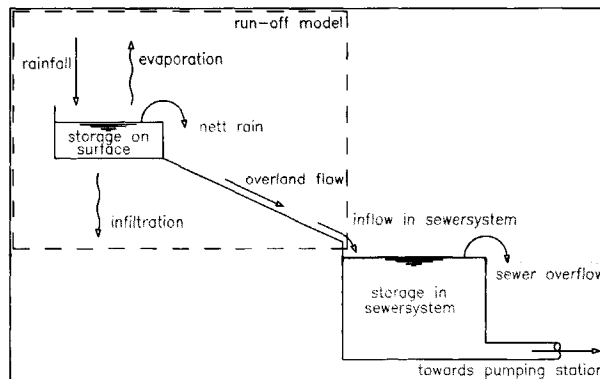 run-off model
rainfall
evaporation
nett rain
storage on
surface
overland flow
infiltration
inflow in sewersystem
sewer overflow
storage in
sewersystem
towards pumping station